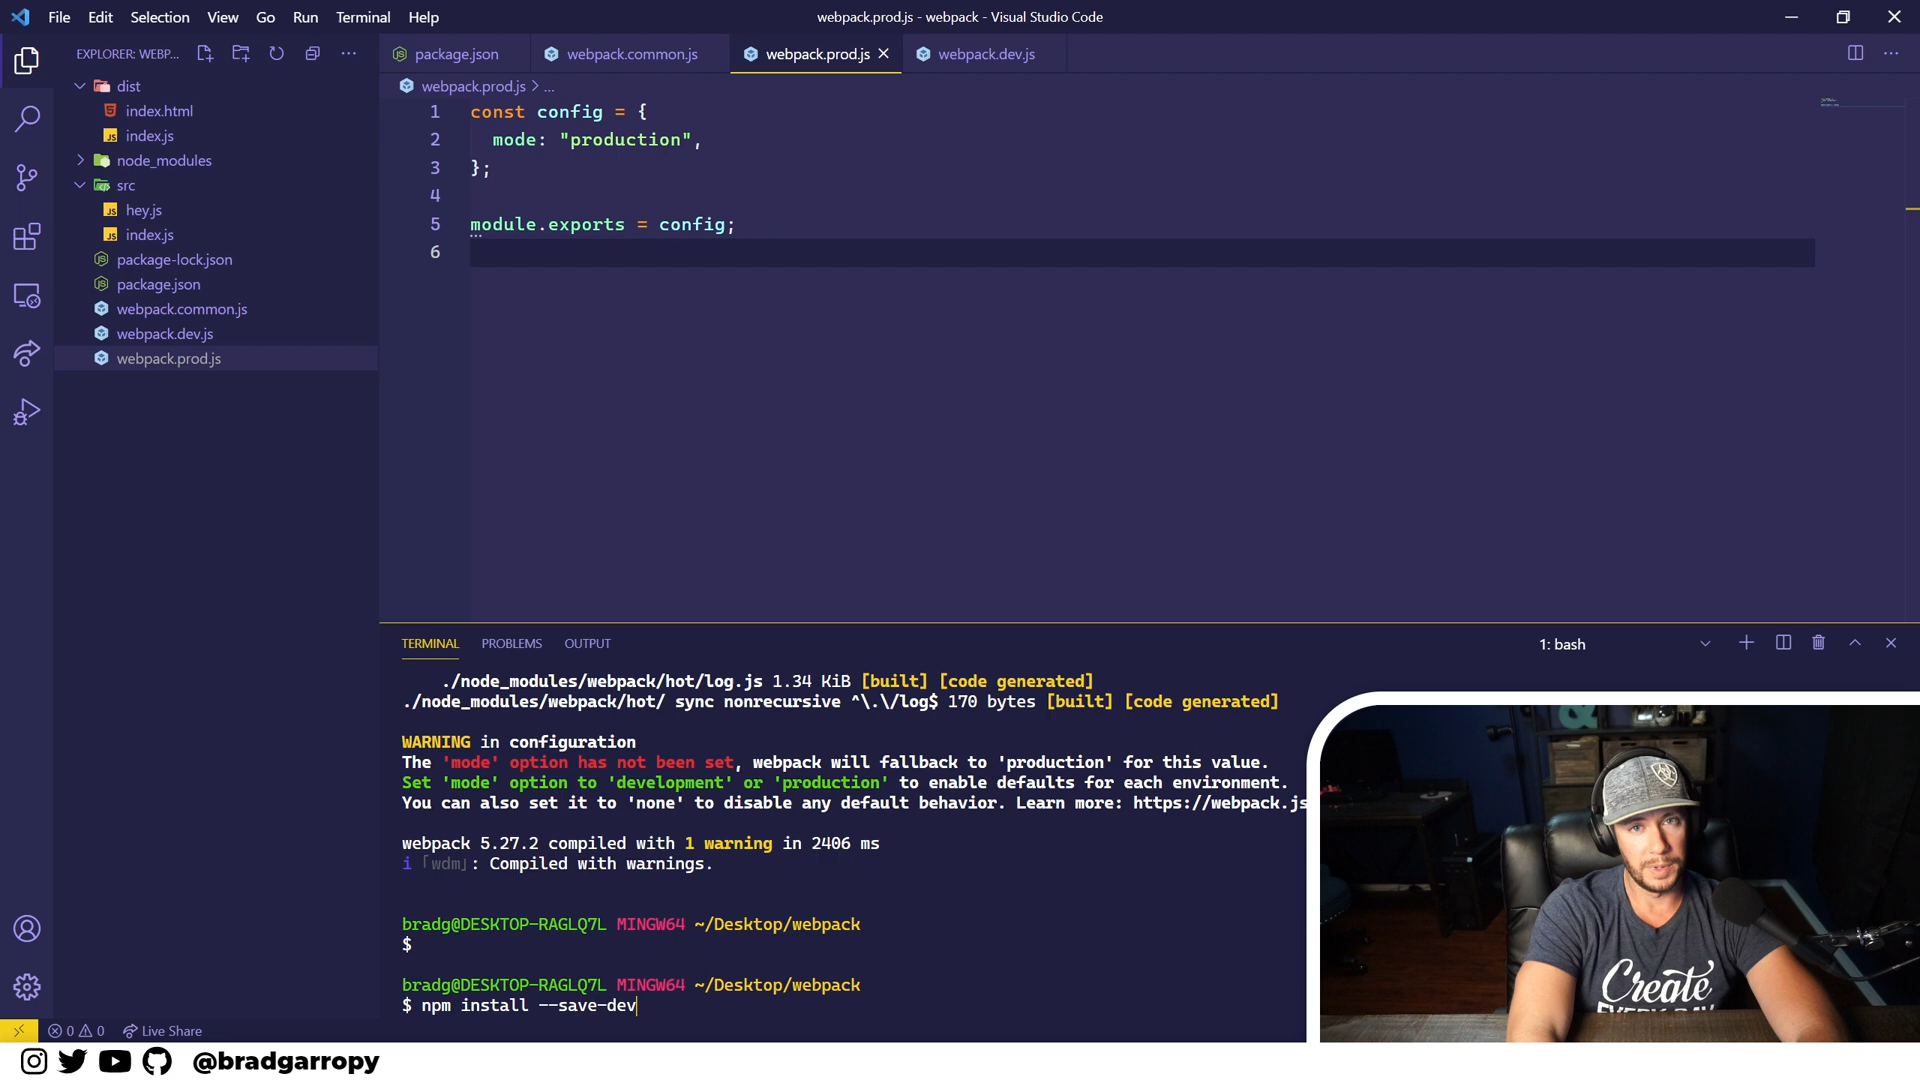 File Edit Selection View Go Run Terminal Help
webpack.prod.js - webpack - Visual Studio Code
EXPLORER: WEBP...
package.json
webpack.common.js
webpack.prod.js
webpack.dev.js
webpack.prod.js > ...
dist
index.html
index.js
node_modules
src
hey.js
index.js
package-lock.json
package.json
webpack.common.js
webpack.dev.js
webpack.prod.js
1 const config = {
2 mode: "production",
3 };
4
5 module.exports = config;
6
TERMINAL PROBLEMS OUTPUT
1: bash
./node_modules/webpack/hot/log.js 1.34 KiB [built] [code generated]
./node_modules/webpack/hot/ sync nonrecursive ^\.\/log$ 170 bytes [built] [code generated]
WARNING in configuration
The 'mode' option has not been set, webpack will fallback to 'production' for this value.
Set 'mode' option to 'development' or 'production' to enable defaults for each environment.
You can also set it to 'none' to disable any default behavior. Learn more: https://webpack.js
webpack 5.27.2 compiled with 1 warning in 2406 ms
i ｢wdm｣: Compiled with warnings.
bradg@DESKTOP-RAGLQ7L MINGW64 ~/Desktop/webpack
$
bradg@DESKTOP-RAGLQ7L MINGW64 ~/Desktop/webpack
$ npm install --save-dev
0 0 Live Share
@bradgarropy
&
Create
EVERY DAY